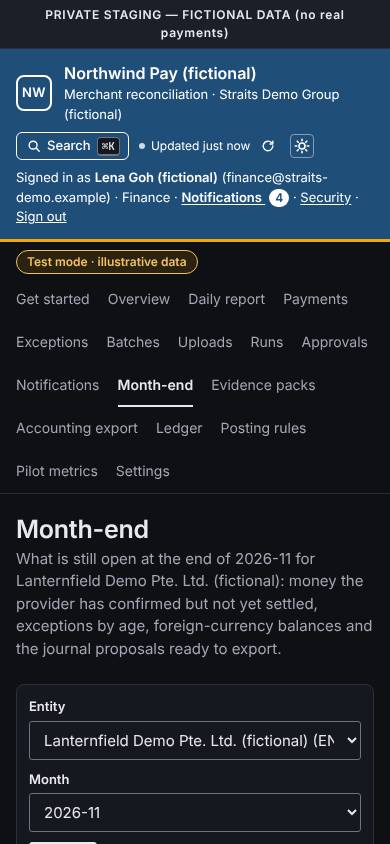 PRIVATE STAGING — FICTIONAL DATA (no real
payments)
NW
Northwind Pay (fictional)
Merchant reconciliation · Straits Demo Group
(fictional)
Search ⌘K Updated just now
Signed in as Lena Goh (fictional) (finance@straits-
demo.example) · Finance · Notifications 4 · Security ·
Sign out
Test mode · illustrative data
Get started Overview Daily report Payments
Exceptions Batches Uploads Runs Approvals
Notifications Month-end Evidence packs
Accounting export Ledger Posting rules
Pilot metrics Settings
Month-end
What is still open at the end of 2026-11 for
Lanternfield Demo Pte. Ltd. (fictional): money the
provider has confirmed but not yet settled,
exceptions by age, foreign-currency balances and
the journal proposals ready to export.
Entity
Lanternfield Demo Pte. Ltd. (fictional) (EN
Month
2026-11